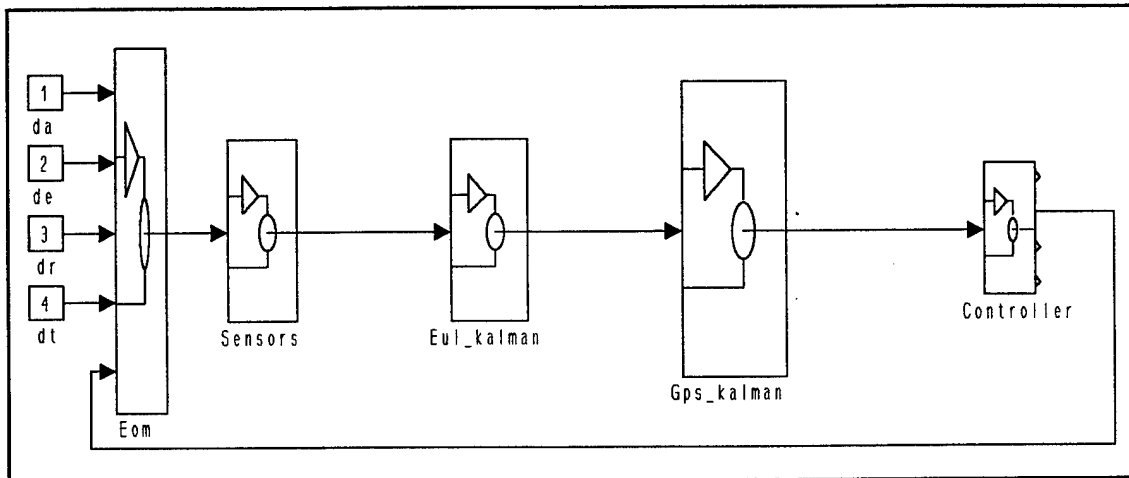 1
da
2
de
3
dr
4
dt
Eom
Sensors
Eul_kalman
Gps_kalman
Controller